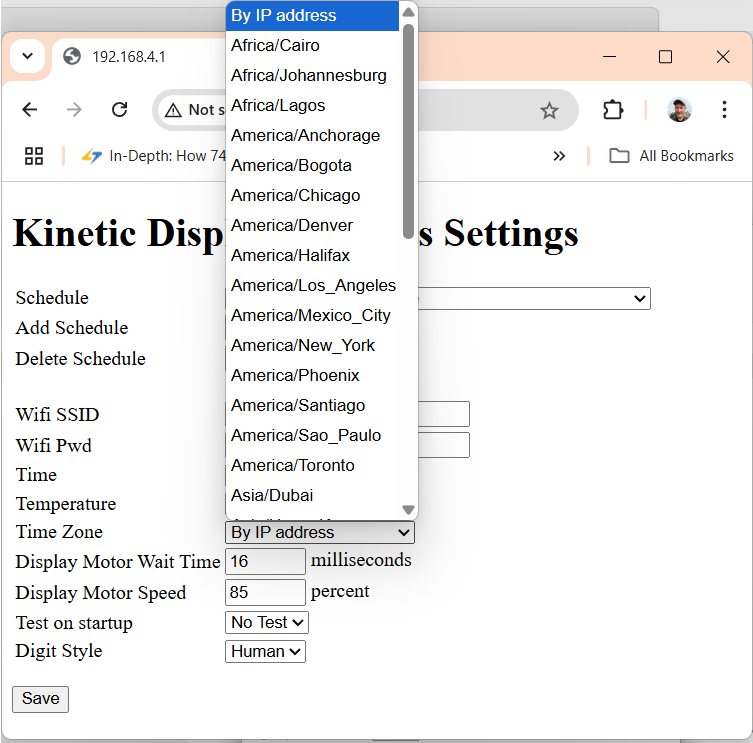 By IP address
192.168.4.1
Africa/Cairo
Africa/Johannesburg
Not s
Africa/Lagos
America/Anchorage
In-Depth: How 74
All Bookmarks
America/Bogota
America/Chicago
America/Denver
Kinetic Disp
s Settings
America/Halifax
America/Los_Angeles
Schedule
America/Mexico_City
Add Schedule
America/New_York
Delete Schedule
America/Phoenix
America/Santiago
Wifi SSID
America/Sao_Paulo
Wifi Pwd
America/Toronto
Time
Asia/Dubai
Temperature
Time Zone By IP address
Display Motor Wait Time 16 milliseconds
Display Motor Speed 85 percent
Test on startup No Test
Digit Style Human
Save